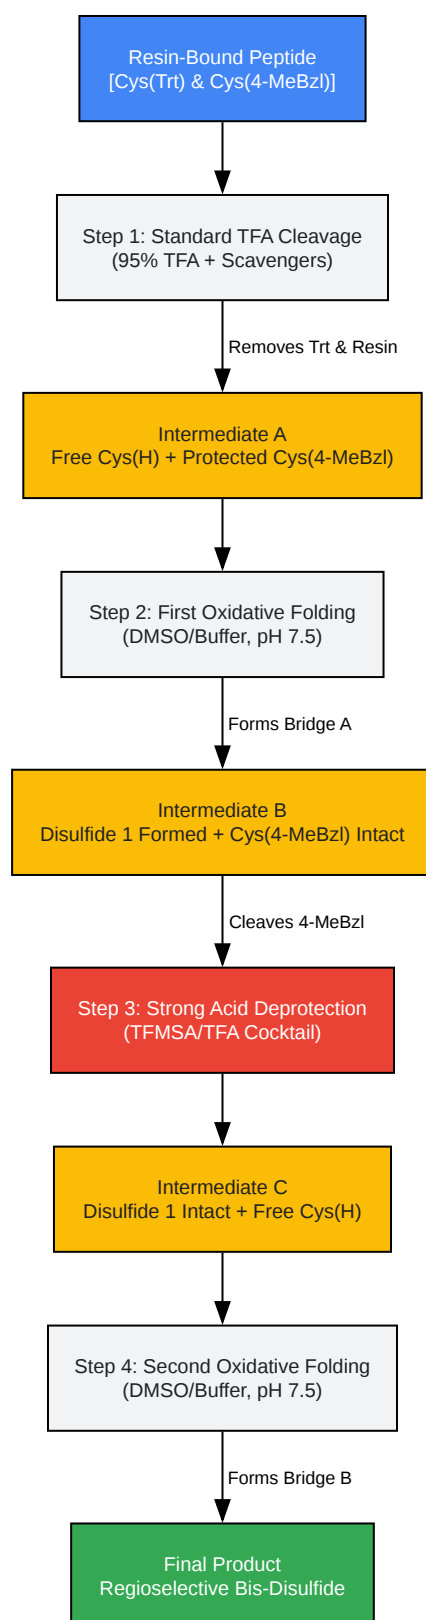 Resin-Bound Peptide
[Cys(Trt) & Cys(4-MeBzl)]
Step 1: Standard TFA Cleavage
(95% TFA + Scavengers)
Removes Trt & Resin
Intermediate A
Free Cys(H) + Protected Cys(4-MeBzl)
Step 2: First Oxidative Folding
(DMSO/Buffer, pH 7.5)
Forms Bridge A
Intermediate B
Disulfide 1 Formed + Cys(4-MeBzl) Intact
Cleaves 4-MeBzl
Step 3: Strong Acid Deprotection
(TFMSA/TFA Cocktail)
Intermediate C
Disulfide 1 Intact + Free Cys(H)
Step 4: Second Oxidative Folding
(DMSO/Buffer, pH 7.5)
Forms Bridge B
Final Product
Regioselective Bis-Disulfide